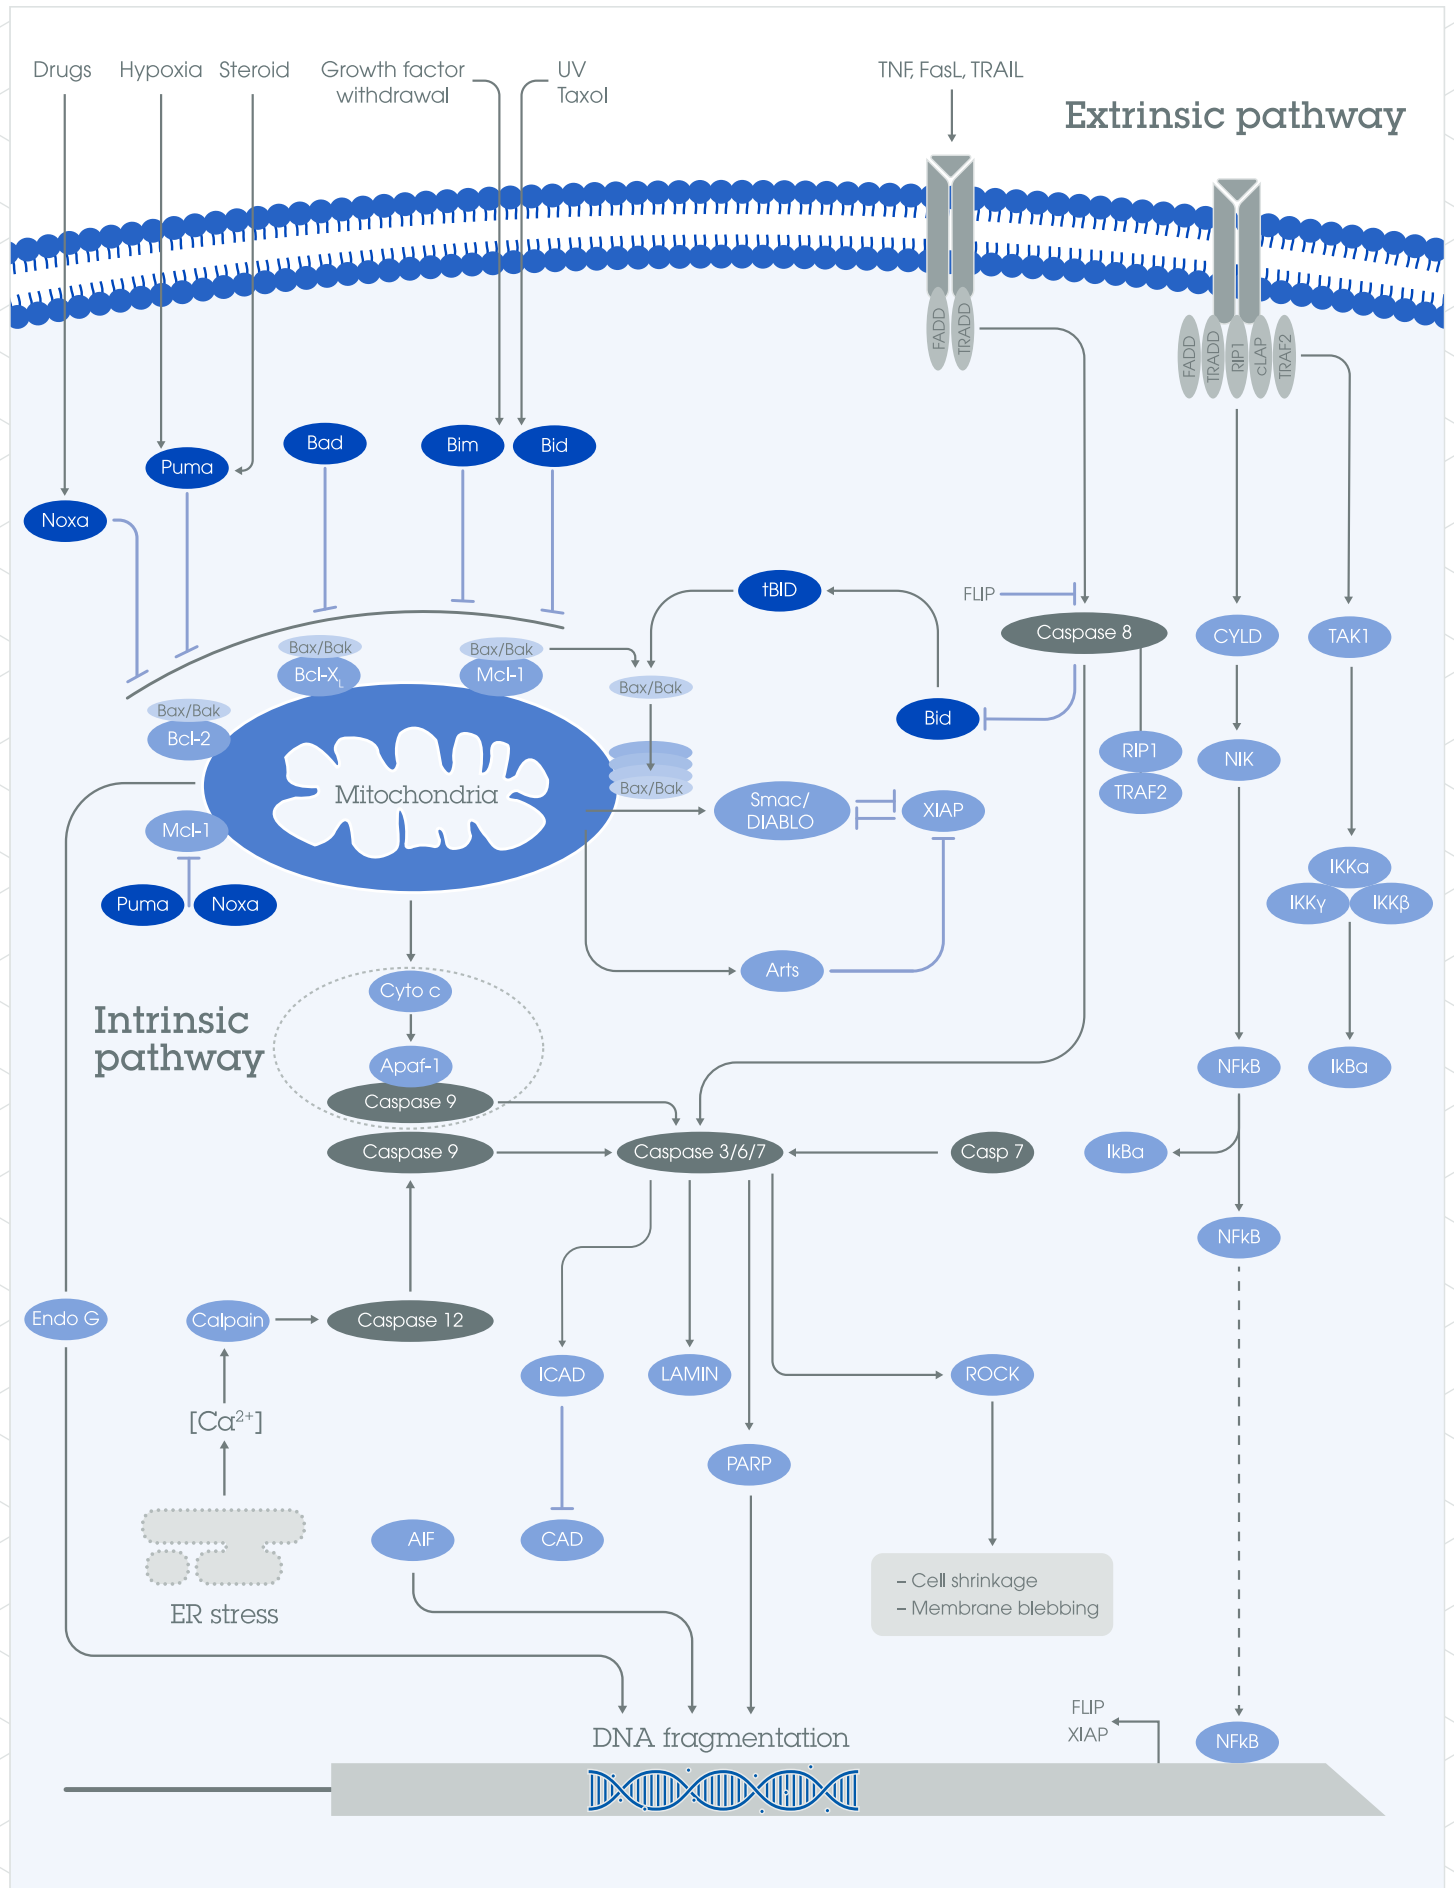 Drugs
Hypoxia
Steroid
Growth factor
withdrawal
UV
Taxol
TNF, FasL, TRAIL
Extrinsic pathway
FADD
TRADD
FADD
TRADD
RIP1
cLAP
TRAF2
Bad
Bim
Bid
Puma
Noxa
tBID
FLIP
Caspase 8
CYLD
TAK1
Bax/Bak
Bcl-XL
Bax/Bak
Mcl-1
Bax/Bak
Bid
Bax/Bak
Bcl-2
RIP1
TRAF2
NIK
Mitochondria
Bax/Bak
Smac/
DIABLO
XIAP
Mcl-1
IKKa
IKKγ
IKKβ
Puma
Noxa
Arts
Cyto c
Intrinsic
pathway
Apaf-1
Caspase 9
NFkB
IkBa
Caspase 9
Caspase 3/6/7
Casp 7
IkBa
NFkB
Endo G
Calpain
Caspase 12
ICAD
LAMIN
ROCK
[Ca2+]
PARP
AIF
CAD
– Cell shrinkage
– Membrane blebbing
ER stress
FLIP
XIAP
DNA fragmentation
NFkB